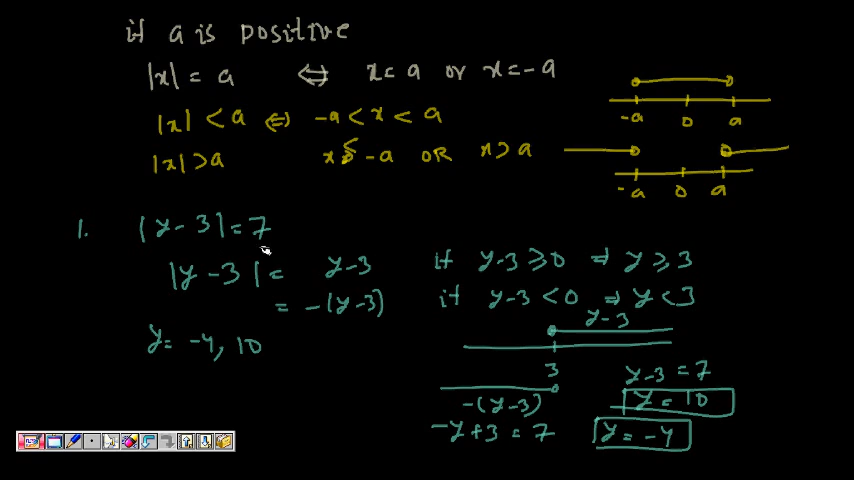 if a is positive
|x| = a ⇔ x = a or x = -a
|x| < a ⇔ -a < x < a
|x| > a x < -a OR x > a
-a 0 a
-a 0 a
1. |y - 3| = 7
|y - 3| = y - 3 if y - 3 ≥ 0 ⇒ y ≥ 3
= -(y - 3) if y - 3 < 0 ⇒ y < 3
y = -4, 10
y - 3
3
-(y - 3)
y - 3 = 7
y = 10
-y + 3 = 7 y = -4